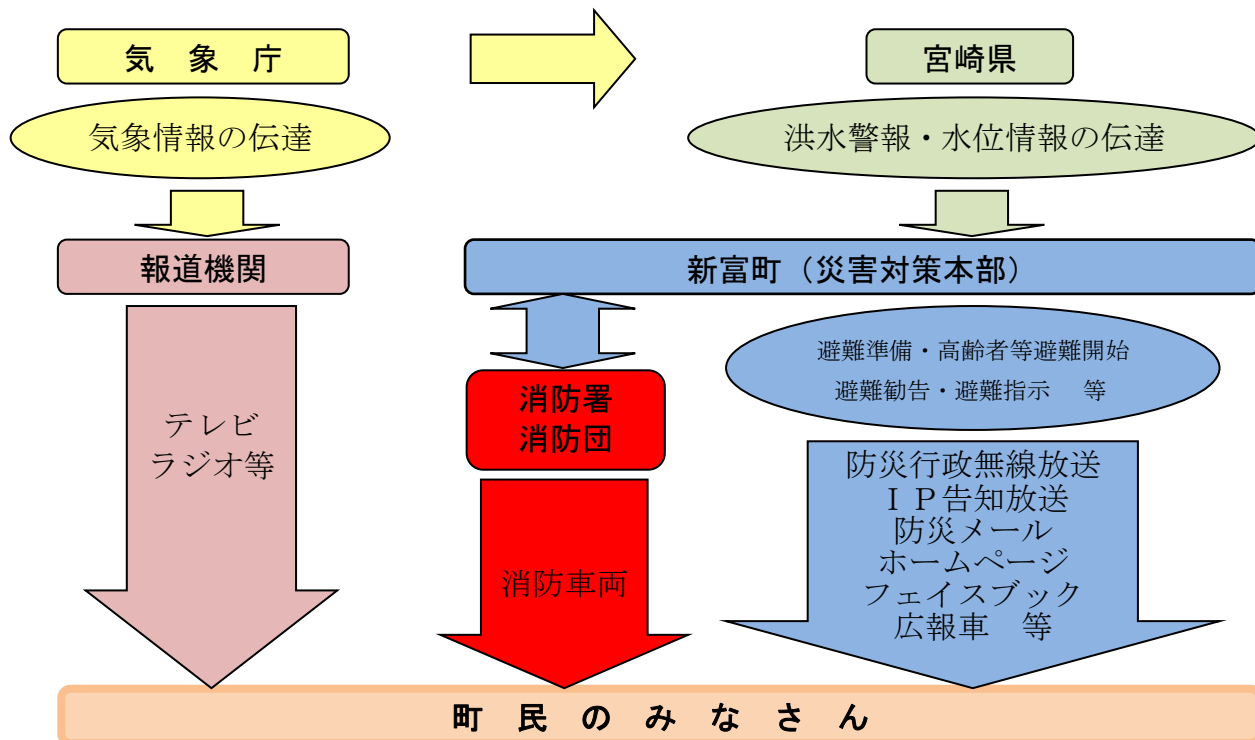 気　象　庁
宮崎県
気象情報の伝達
洪水警報・水位情報の伝達
報道機関
新富町（災害対策本部）
避難準備・高齢者等避難開始
避難勧告・避難指示　等
消防署
消防団
テレビ
ラジオ等
防災行政無線放送
ＩＰ告知放送
防災メール
ホームページ
フェイスブック
広報車　等
消防車両
町　民　の　み　な　さ　ん